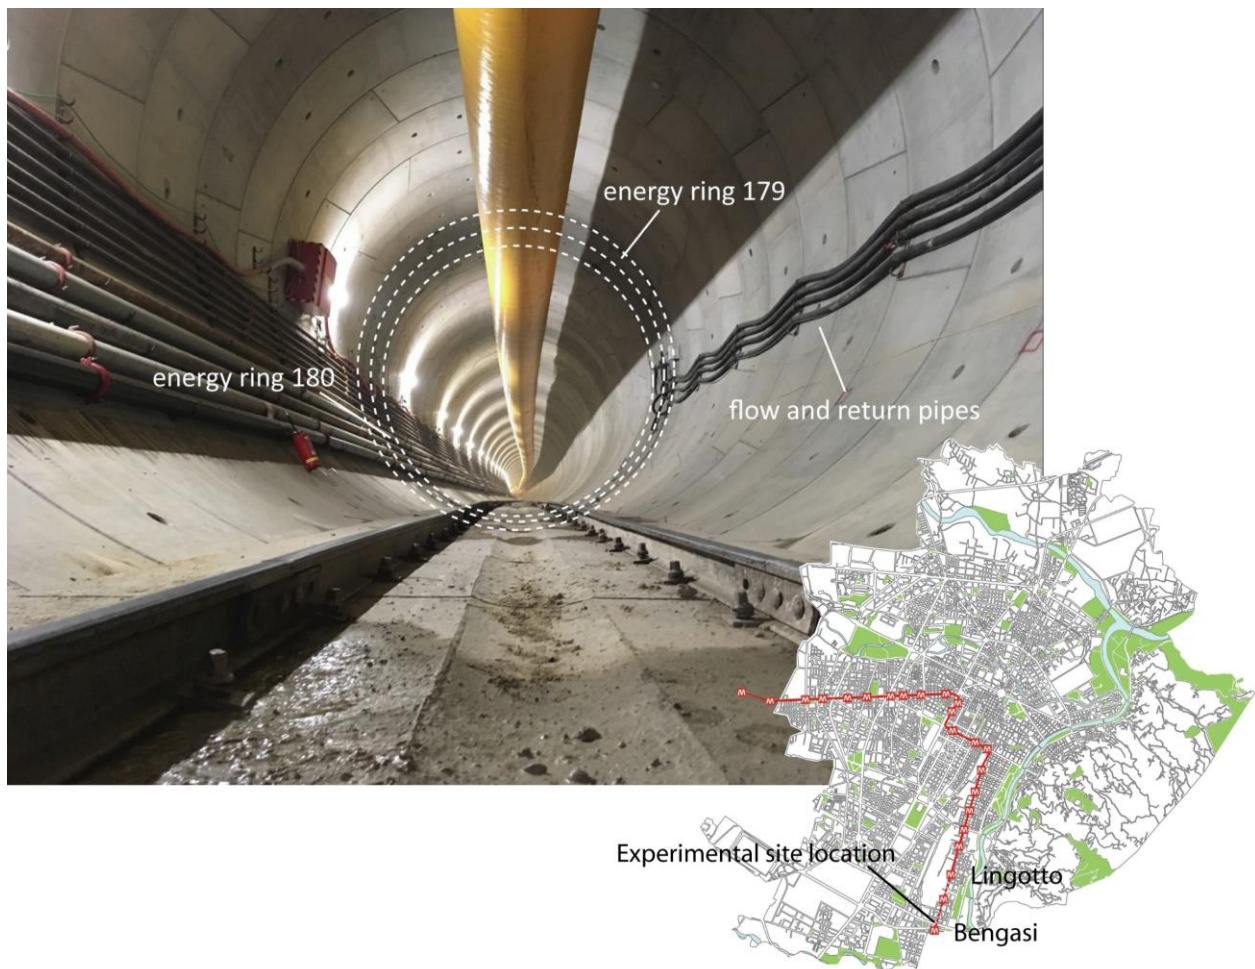 energy ring 179
energy ring 180
flow and return pipes
Experimental site location
Lingotto
Bengasi